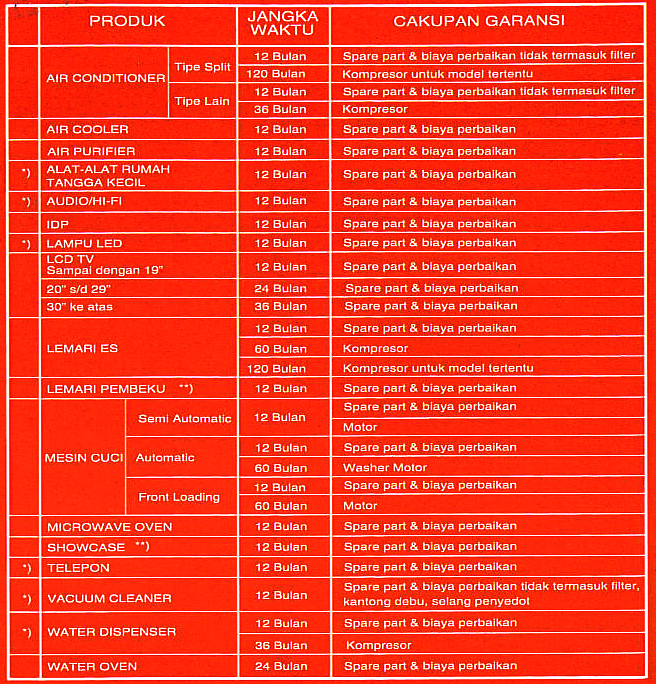 PRODUK JANGKA WAKTU CAKUPAN GARANSI
AIR CONDITIONER Tipe Split 12 Bulan Spare part & biaya perbaikan tidak termasuk filter
120 Bulan Kompresor untuk model tertentu
Tipe Lain 12 Bulan Spare part & biaya perbaikan tidak termasuk filter
36 Bulan Kompresor
AIR COOLER 12 Bulan Spare part & biaya perbaikan
AIR PURIFIER 12 Bulan Spare part & biaya perbaikan
*) ALAT-ALAT RUMAH TANGGA KECIL 12 Bulan Spare part & biaya perbaikan
*) AUDIO/HI-FI 12 Bulan Spare part & biaya perbaikan
IDP 12 Bulan Spare part & biaya perbaikan
*) LAMPU LED 12 Bulan Spare part & biaya perbaikan
LCD TV
Sampai dengan 19" 12 Bulan Spare part & biaya perbaikan
20" s/d 29" 24 Bulan Spare part & biaya perbaikan
30" ke atas 36 Bulan Spare part & biaya perbaikan
LEMARI ES 12 Bulan Spare part & biaya perbaikan
60 Bulan Kompresor
120 Bulan Kompresor untuk model tertentu
LEMARI PEMBEKU **) 12 Bulan Spare part & biaya perbaikan
MESIN CUCI Semi Automatic 12 Bulan Spare part & biaya perbaikan
Motor
Automatic 12 Bulan Spare part & biaya perbaikan
60 Bulan Washer Motor
Front Loading 12 Bulan Spare part & biaya perbaikan
60 Bulan Motor
MICROWAVE OVEN 12 Bulan Spare part & biaya perbaikan
SHOWCASE **) 12 Bulan Spare part & biaya perbaikan
*) TELEPON 12 Bulan Spare part & biaya perbaikan
*) VACUUM CLEANER 12 Bulan Spare part & biaya perbaikan tidak termasuk filter,
kantong debu, selang penyedot
*) WATER DISPENSER 12 Bulan Spare part & biaya perbaikan
36 Bulan Kompresor
WATER OVEN 24 Bulan Spare part & biaya perbaikan